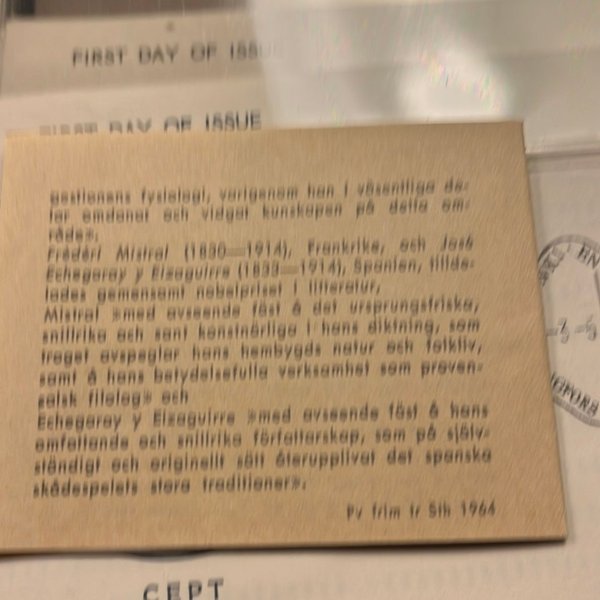 FIRST DAY OF ISSUE
FIRST DAY OF ISSUE
gestionens fysiologi, varigenom han i väsentliga de-
lar omdanat och vidgat kunskapen på detta om-
råde».
Frédéri Mistral (1830—1914), Frankrike, och José
Echegaray y Eizaguirre (1833—1914), Spanien, tillde-
lades gemensamt nobelpriset i litteratur,
Mistral »med avseende fäst å det ursprungsfriska,
snillrika och sant konstnärliga i hans diktning, som
troget avspeglar hans hembygds natur och folkliv,
samt å hans betydelsefulla verksamhet som proven-
salsk filolog» och
Echegaray y Eizaguirre »med avseende fäst å hans
omfattande och snillrika författarskap, som på själv-
ständigt och originellt sätt återupplivat det spanska
skådespelets stora traditioner».
Pv frim tr Sth 1964
CEPT